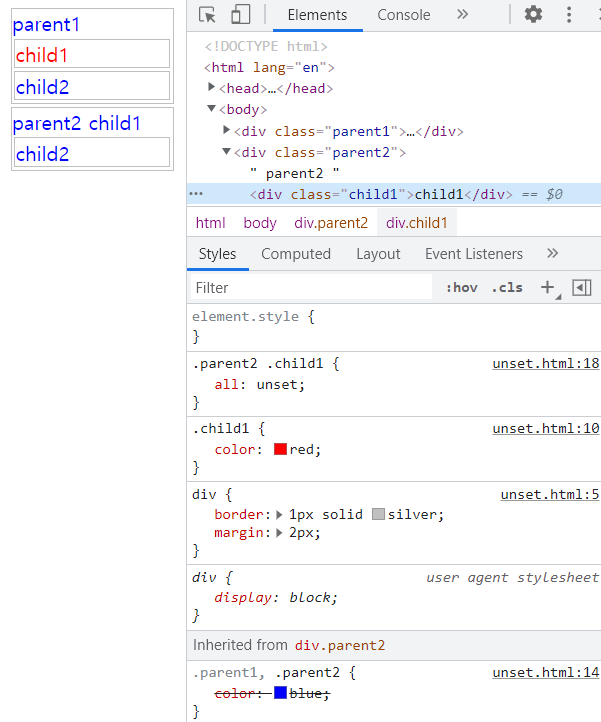 parent1
child1
child2
parent2 child1
child2
Elements Console »
<!DOCTYPE html>
<html lang="en">
<head>…</head>
<body>
<div class="parent1">…</div>
<div class="parent2">
" parent2 "
<div class="child1">child1</div> == $0
html body div.parent2 div.child1
Styles Computed Layout Event Listeners »
Filter :hov .cls +
element.style {
}
.parent2 .child1 { unset.html:18
all: unset;
}
.child1 { unset.html:10
color: red;
}
div { unset.html:5
border: 1px solid silver;
margin: 2px;
}
div { user agent stylesheet
display: block;
}
Inherited from div.parent2
.parent1, .parent2 { unset.html:14
color: blue;
}